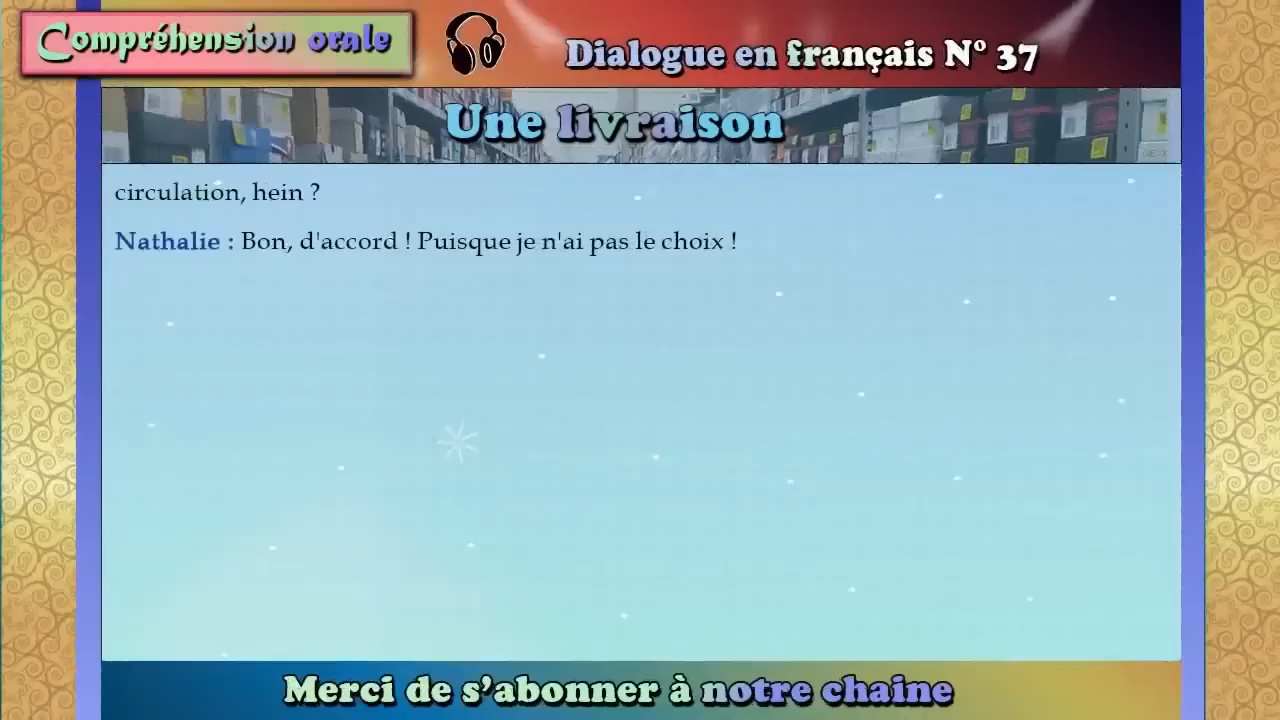 Compréhension orale
Dialogue en français N° 37
Une livraison
circulation, hein ?
Nathalie : Bon, d'accord ! Puisque je n'ai pas le choix !
Merci de s’abonner à notre chaine